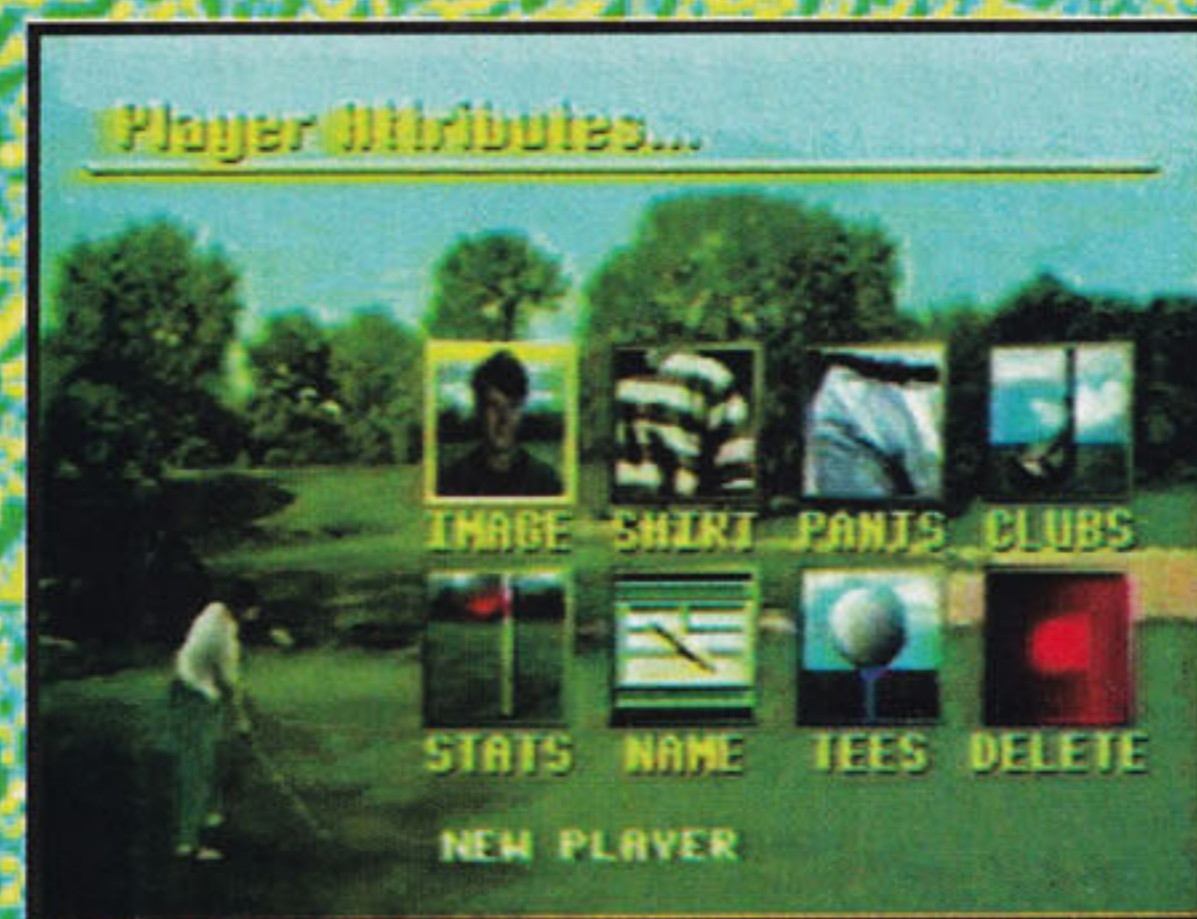 Player Attributes...
IMAGE SHIRT PANTS CLUBS
STATS NAME TEES DELETE
NEW PLAYER